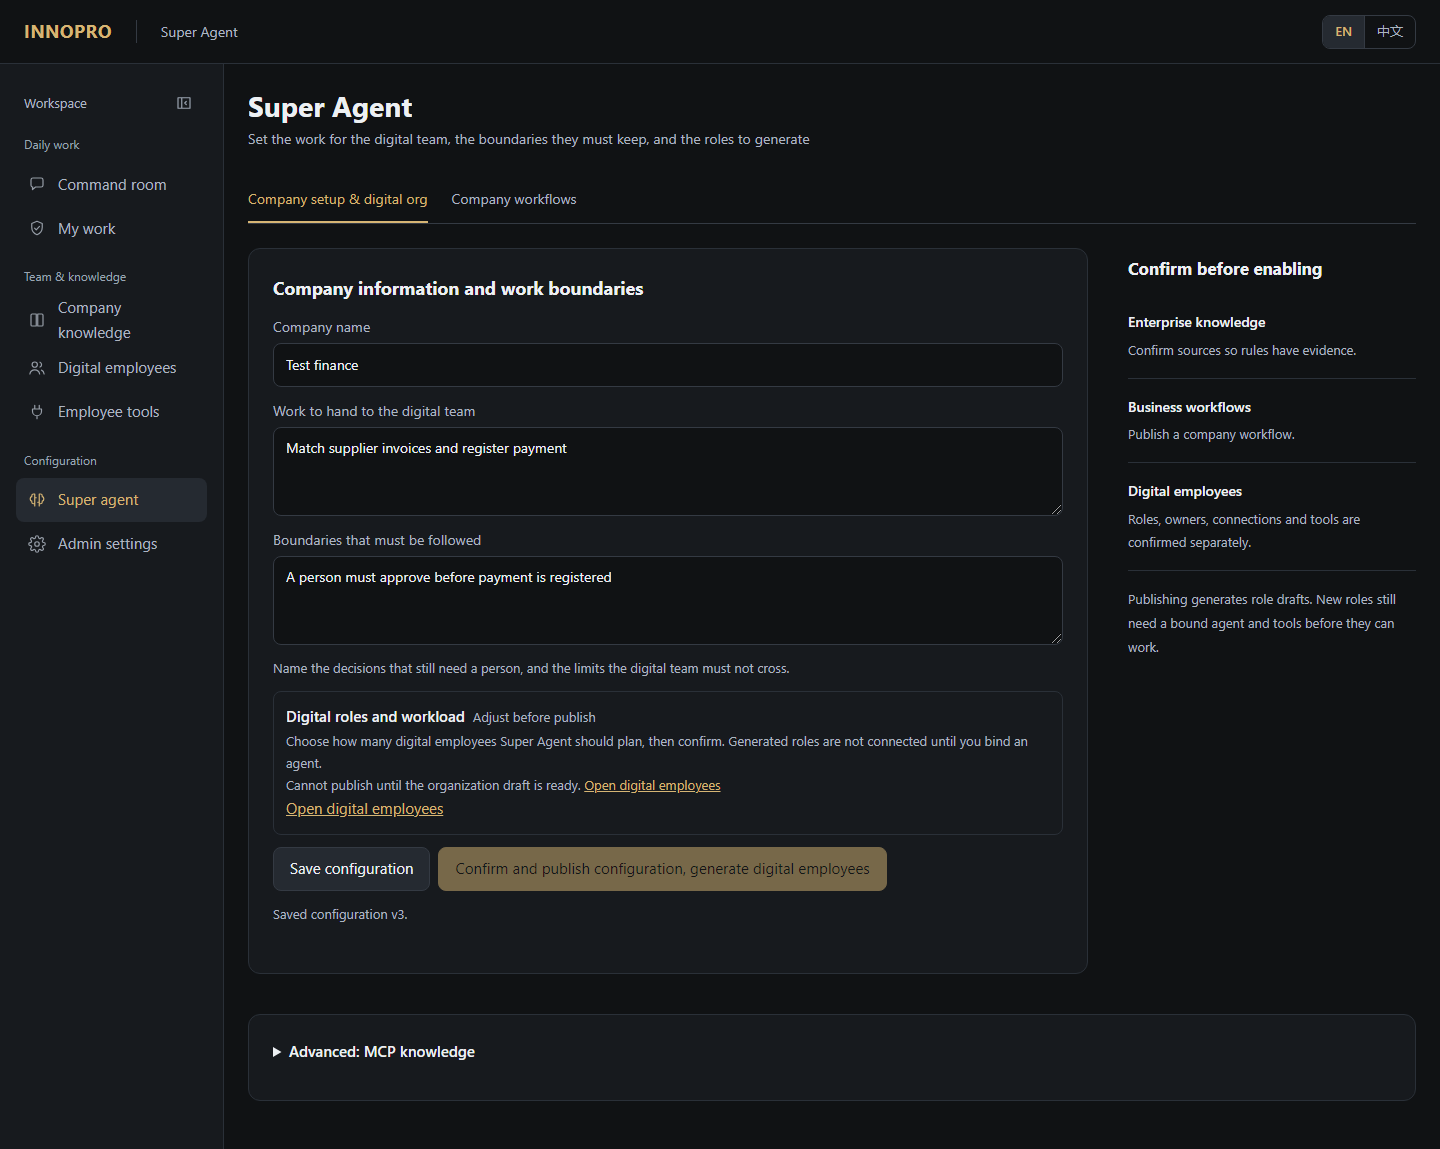 INNOPRO
Super Agent
EN
中文
Workspace
Daily work
Command room
My work
Team & knowledge
Company
knowledge
Digital employees
Employee tools
Configuration
Super agent
Admin settings
Super Agent
Set the work for the digital team, the boundaries they must keep, and the roles to generate
Company setup & digital org
Company workflows
Company information and work boundaries
Company name
Test finance
Work to hand to the digital team
Match supplier invoices and register payment
Boundaries that must be followed
A person must approve before payment is registered
Name the decisions that still need a person, and the limits the digital team must not cross.
Digital roles and workload Adjust before publish
Choose how many digital employees Super Agent should plan, then confirm. Generated roles are not connected until you bind an
agent.
Cannot publish until the organization draft is ready. Open digital employees
Open digital employees
Save configuration
Confirm and publish configuration, generate digital employees
Saved configuration v3.
Confirm before enabling
Enterprise knowledge
Confirm sources so rules have evidence.
Business workflows
Publish a company workflow.
Digital employees
Roles, owners, connections and tools are
confirmed separately.
Publishing generates role drafts. New roles still
need a bound agent and tools before they can
work.
Advanced: MCP knowledge